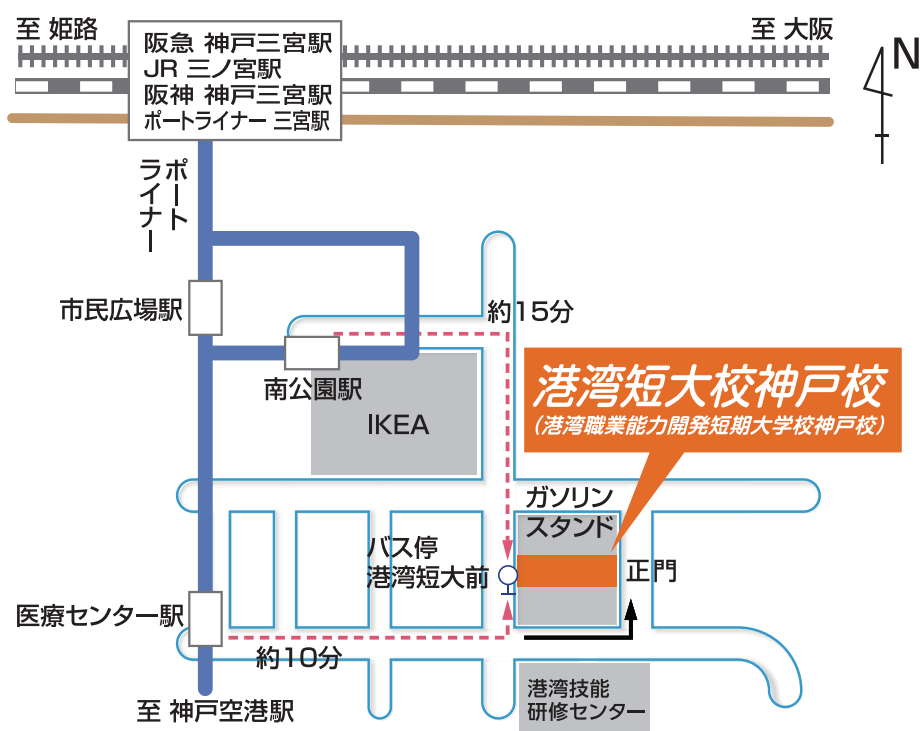 至 姫路
至 大阪
N
阪急 神戸三宮駅
JR 三ノ宮駅
阪神 神戸三宮駅
ポートライナー 三宮駅
ポート
ライナー
市民広場駅
約15分
南公園駅
IKEA
港湾短大校神戸校
(港湾職業能力開発短期大学校神戸校)
ガソリン
スタンド
バス停
港湾短大前
正門
医療センター駅
約10分
港湾技能
研修センター
至 神戸空港駅